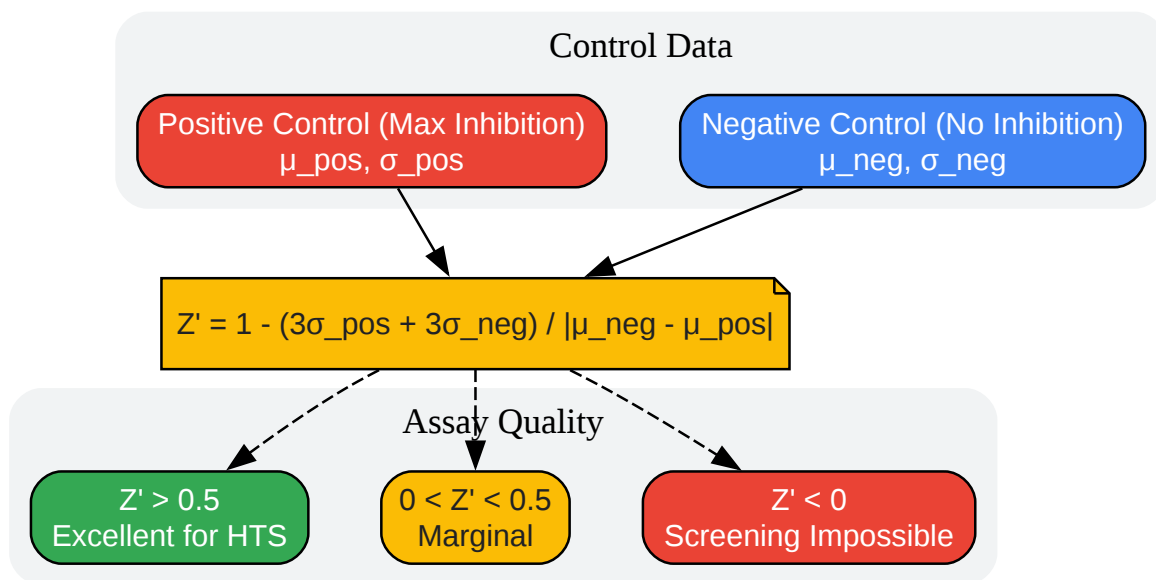 Control Data
Positive Control (Max Inhibition)
μ_pos, σ_pos
Negative Control (No Inhibition)
μ_neg, σ_neg
Z' = 1 - (3σ_pos + 3σ_neg) / |μ_neg - μ_pos|
Assay Quality
Z' > 0.5
Excellent for HTS
0 < Z' < 0.5
Marginal
Z' < 0
Screening Impossible